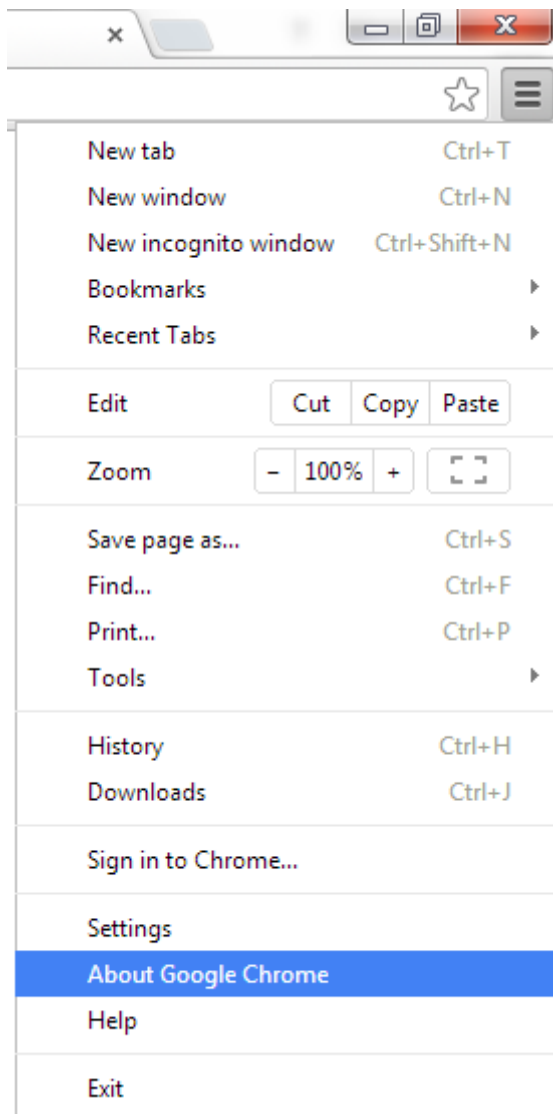 New tab Ctrl+T
New window Ctrl+N
New incognito window Ctrl+Shift+N
Bookmarks
Recent Tabs
Edit Cut Copy Paste
Zoom - 100% +
Save page as... Ctrl+S
Find... Ctrl+F
Print... Ctrl+P
Tools
History Ctrl+H
Downloads Ctrl+J
Sign in to Chrome...
Settings
About Google Chrome
Help
Exit